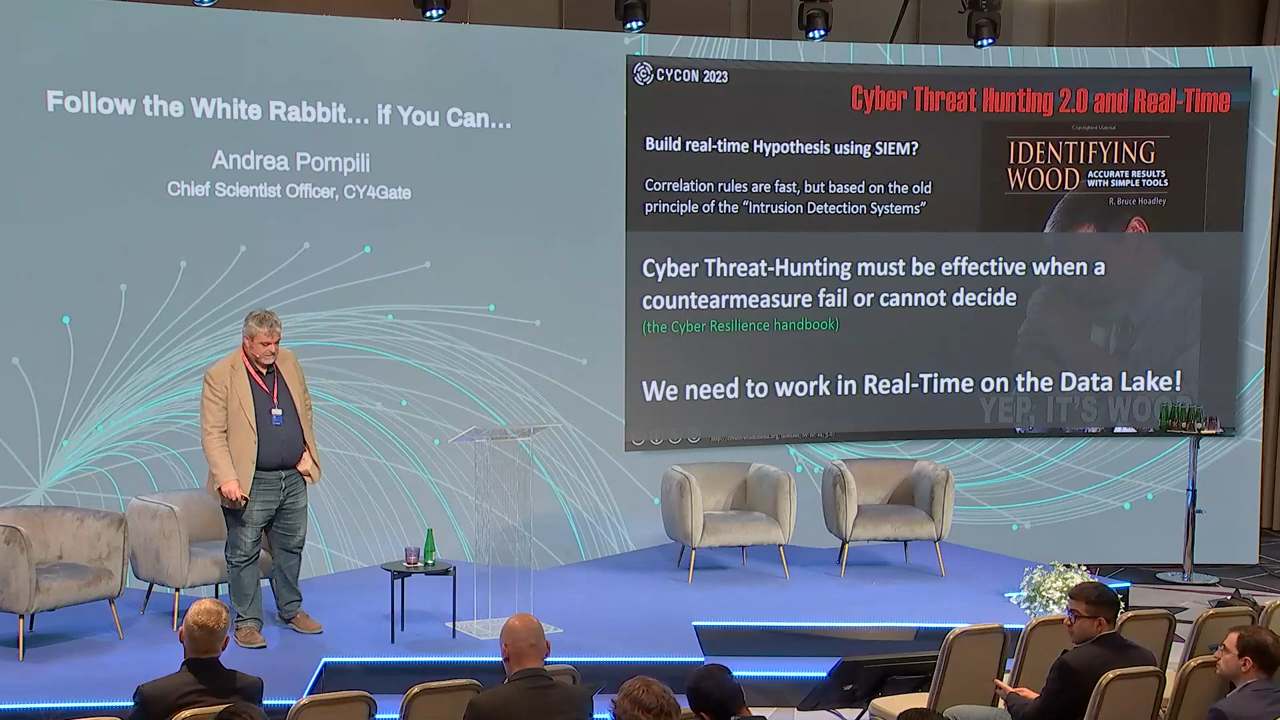 Follow the White Rabbit... if You Can...
Andrea Pompili
Chief Scientist Officer, CY4Gate
CYCON 2023
Cyber Threat Hunting 2.0 and Real-Time
Build real-time Hypothesis using SIEM?
Correlation rules are fast, but based on the old
principle of the “Intrusion Detection Systems”
IDENTIFYING
WOOD
ACCURATE RESULTS
WITH SIMPLE TOOLS
R. Bruce Hoadley
Cyber Threat-Hunting must be effective when a
countearmeasure fail or cannot decide
(the Cyber Resilience handbook)
We need to work in Real-Time on the Data Lake!
YEP, IT'S WOOD